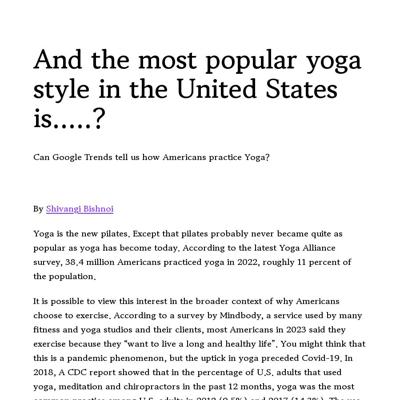 And the most popular yoga
style in the United States
is.....?
Can Google Trends tell us how Americans practice Yoga?
By Shivangi Bishnoi
Yoga is the new pilates. Except that pilates probably never became quite as
popular as yoga has become today. According to the latest Yoga Alliance
survey, 38.4 million Americans practiced yoga in 2022, roughly 11 percent of
the population.
It is possible to view this interest in the broader context of why Americans
choose to exercise. According to a survey by Mindbody, a service used by many
fitness and yoga studios and their clients, most Americans in 2023 said they
exercise because they “want to live a long and healthy life”. You might think that
this is a pandemic phenomenon, but the uptick in yoga preceded Covid-19. In
2018, A CDC report showed that in the percentage of U.S. adults that used
yoga, meditation and chiropractors in the past 12 months, yoga was the most